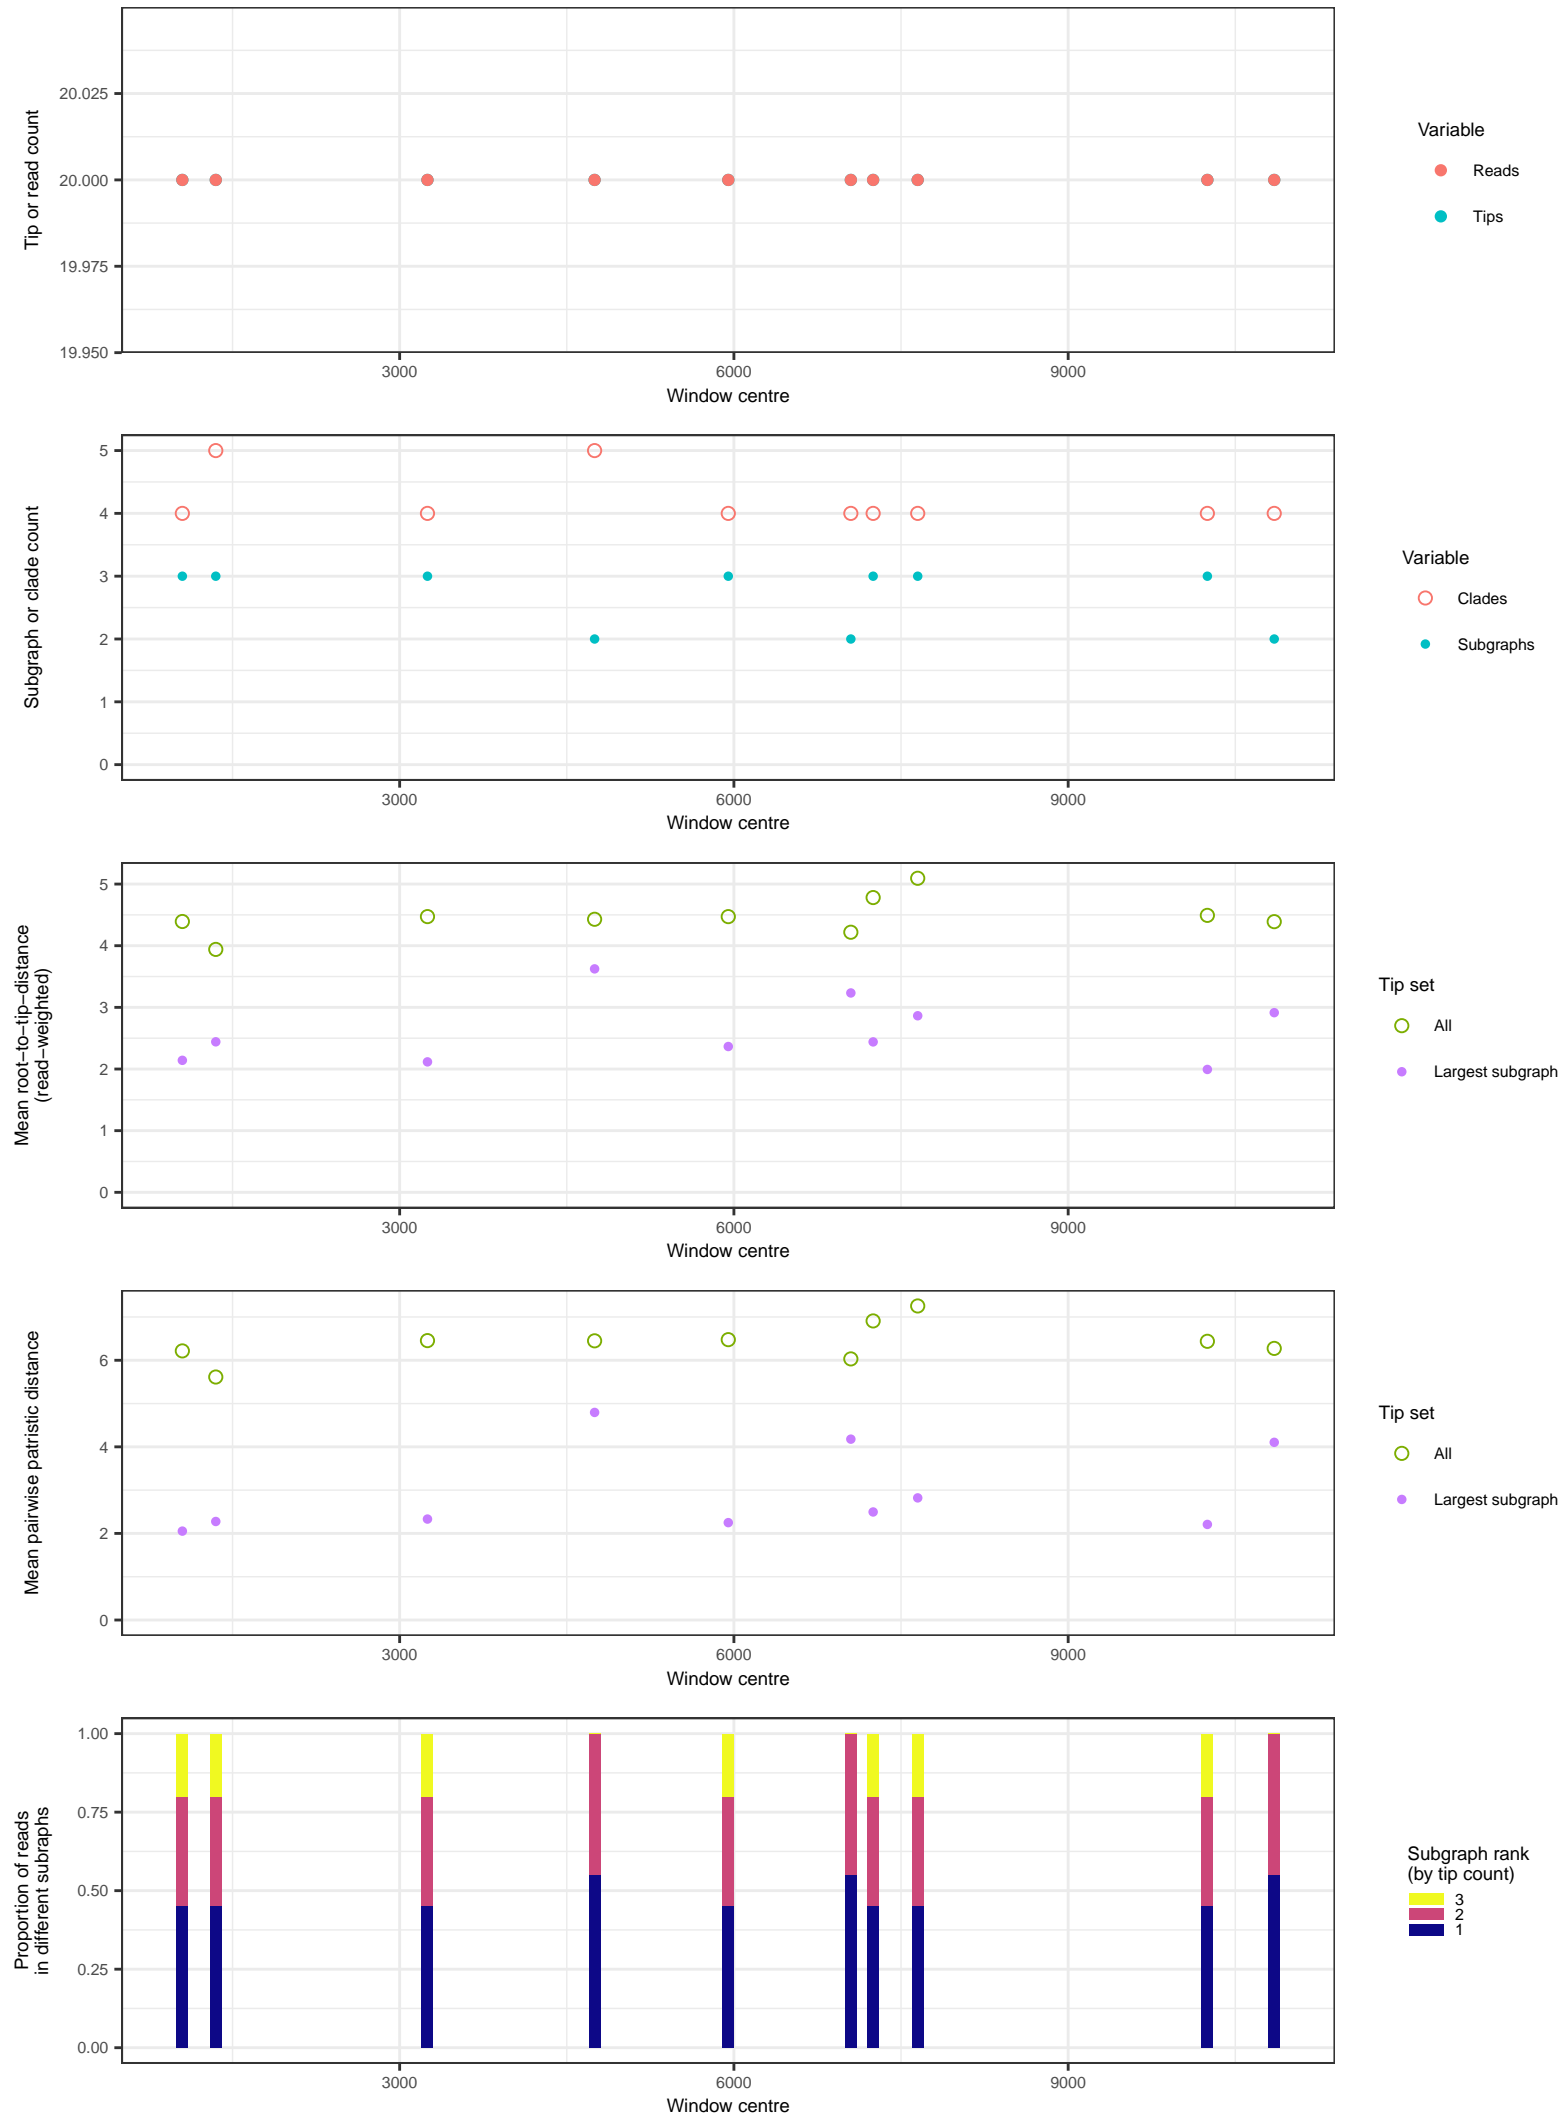 20.025
20.000
19.975
19.950
Tip or read count
3000 6000 9000
Window centre
Variable
Reads
Tips
5
4
3
2
1
0
Subgraph or clade count
3000 6000 9000
Window centre
Variable
Clades
Subgraphs
5
4
3
2
1
0
Mean root−to−tip−distance
(read−weighted)
3000 6000 9000
Window centre
Tip set
All
Largest subgraph
6
4
2
0
Mean pairwise patristic distance
3000 6000 9000
Window centre
Tip set
All
Largest subgraph
1.00
0.75
0.50
0.25
0.00
Proportion of reads
in different subraphs
3000 6000 9000
Window centre
Subgraph rank
(by tip count)
3
2
1